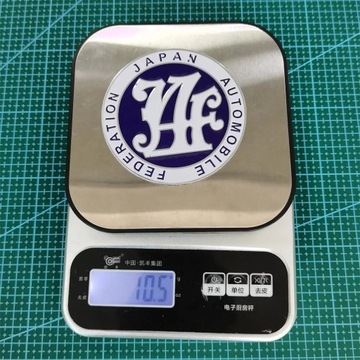 JAPAN AUTOMOBILE FEDERATION
JAF
中国·凯丰集团
10.5
g
oz
开关
单位
去皮
电子厨房秤